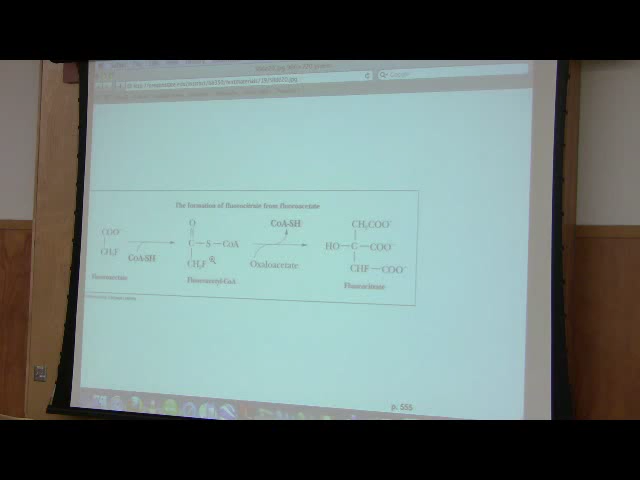 Google
The formation of fluorocitrate from fluoroacetate
COO⁻
CH₂F
Fluoroacetate
CoA-SH
O
C — S — CoA
CH₂F
Fluoroacetyl-CoA
CoA-SH
Oxaloacetate
CH₂COO⁻
HO—C—COO⁻
CHF—COO⁻
Fluorocitrate
p. 555